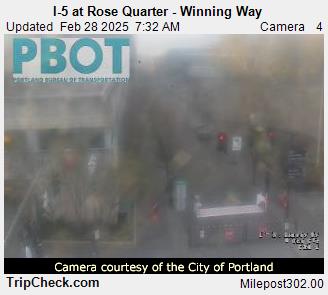 I-5 at Rose Quarter - Winning Way
Updated Feb 28 2025 7:32 AM Camera 4
PBOT
PORTLAND BUREAU OF TRANSPORTATION
Camera courtesy of the City of Portland
TripCheck.com Milepost302.00